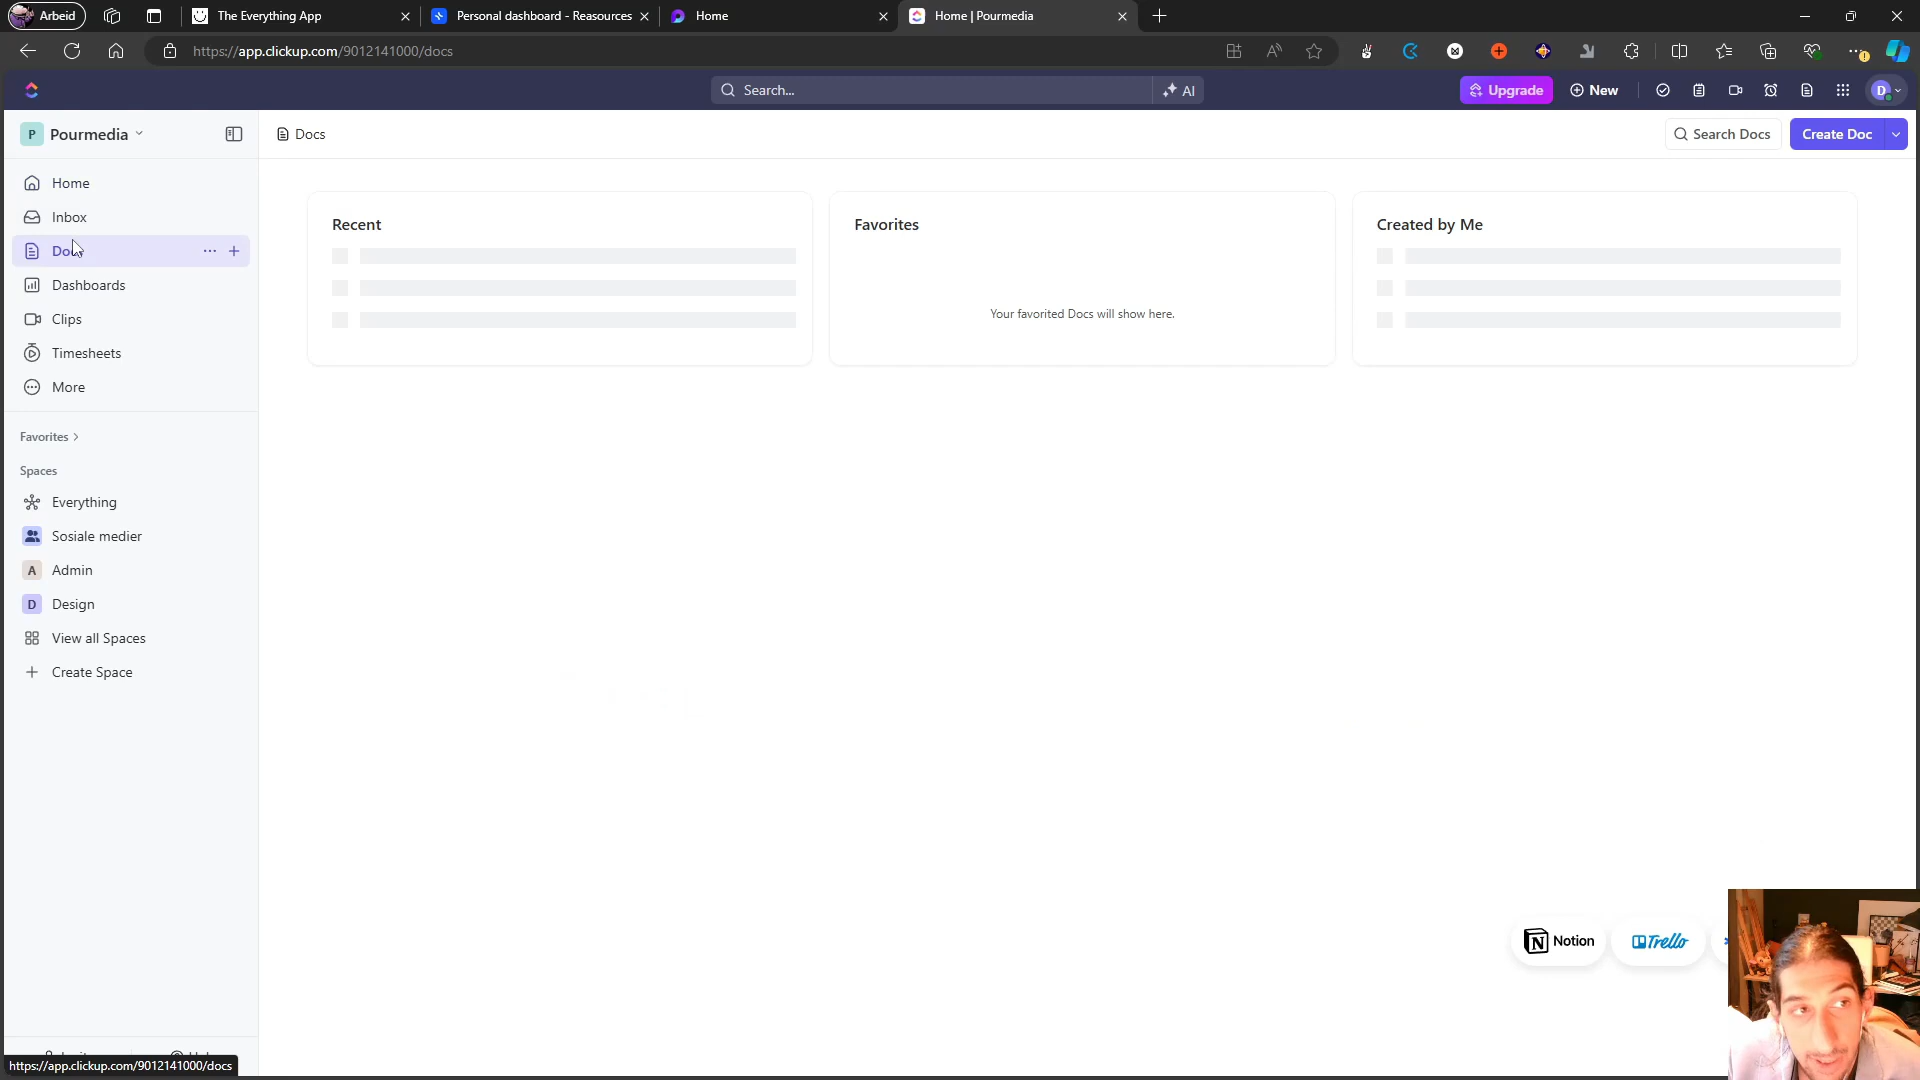 Arbeid
The Everything App
Personal dashboard - Reasources
Home
Home | Pourmedia
https://app.clickup.com/9012141000/docs
Search...
AI
Upgrade
New
D
P
Pourmedia
Docs
Search Docs
Create Doc
Home
Inbox
Dashboards
Clips
Timesheets
More
Favorites
Spaces
Everything
Sosiale medier
A Admin
D Design
View all Spaces
Create Space
Recent
Favorites
Your favorited Docs will show here.
Created by Me
Notion
Trello
https://app.clickup.com/9012141000/docs